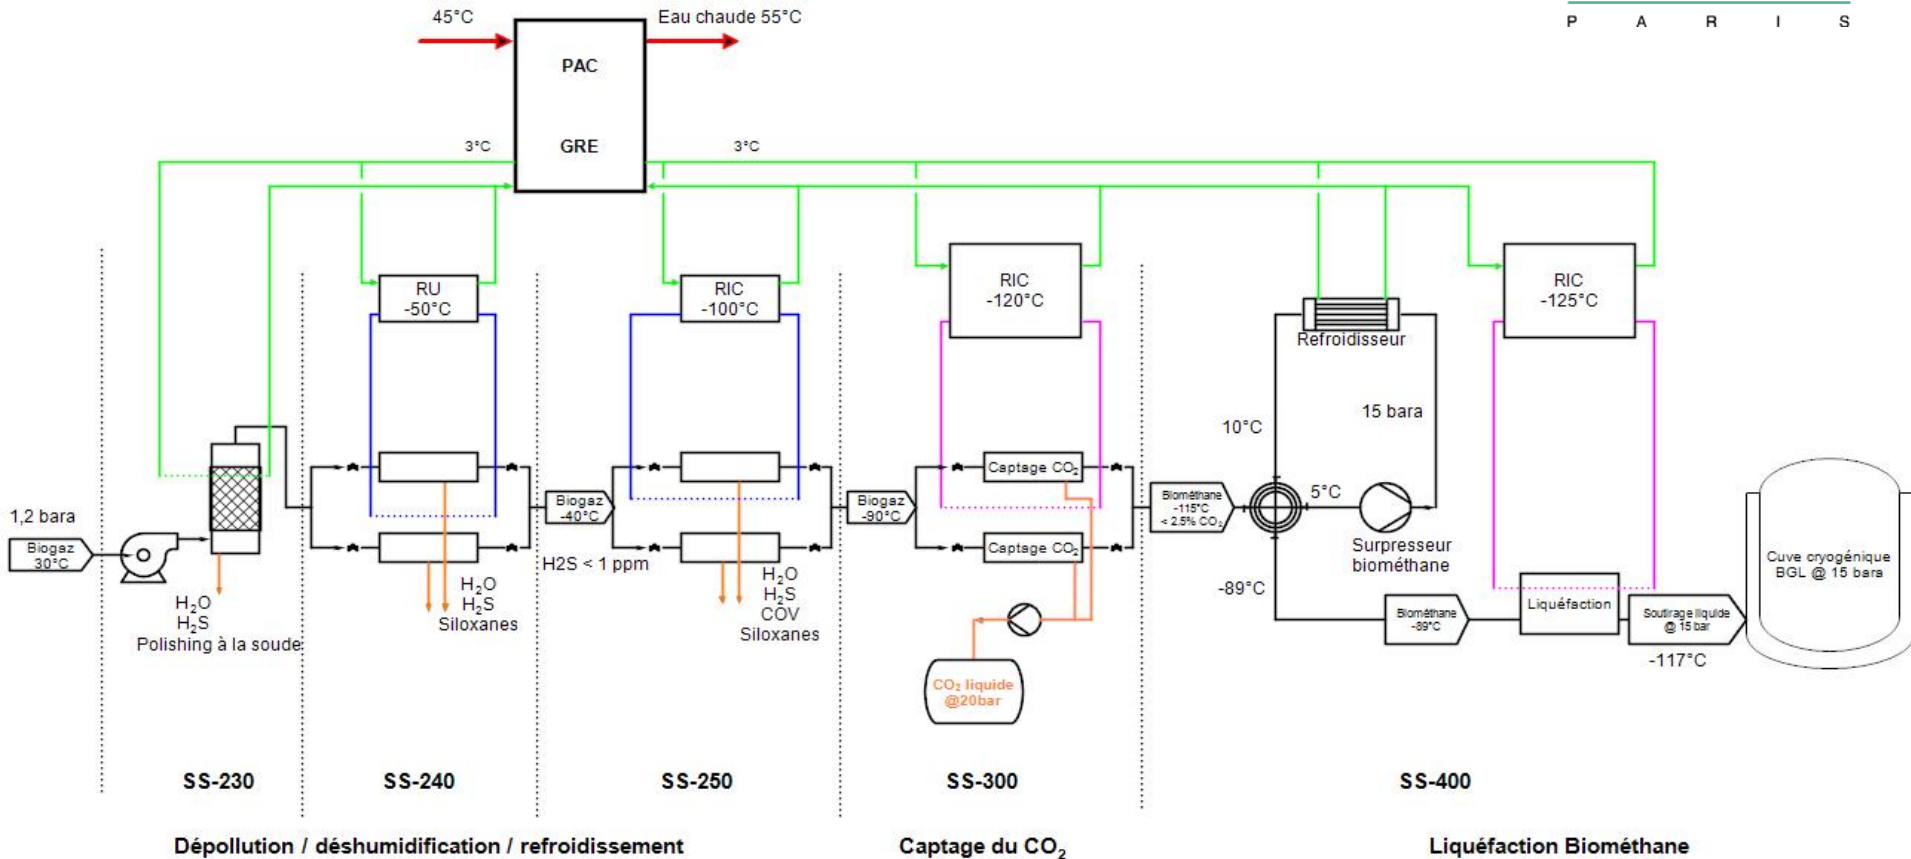 P A R I S
45°C
Eau chaude 55°C
PAC
GRE
3°C
3°C
RU
-50°C
RIC
-100°C
RIC
-120°C
RIC
-125°C
Refroidisseur
15 bara
10°C
5°C
Surpresseur
biométhane
-89°C
1,2 bara
Biogaz
30°C
H₂O
H₂S
Polishing à la soude
H₂O
H₂S
Siloxanes
Biogaz
-40°C
H2S < 1 ppm
H₂O
H₂S
COV
Siloxanes
Biogaz
-90°C
Captage CO₂
Captage CO₂
CO₂ liquide
@20bar
Biométhane
-115°C
< 2.5% CO₂
Biométhane
-89°C
Liquéfaction
Soutirage liquide
@ 15 bar
-117°C
Cuve cryogénique
BGL @ 15 bara
SS-230
SS-240
SS-250
SS-300
SS-400
Dépollution / déshumidification / refroidissement
Captage du CO₂
Liquéfaction Biométhane